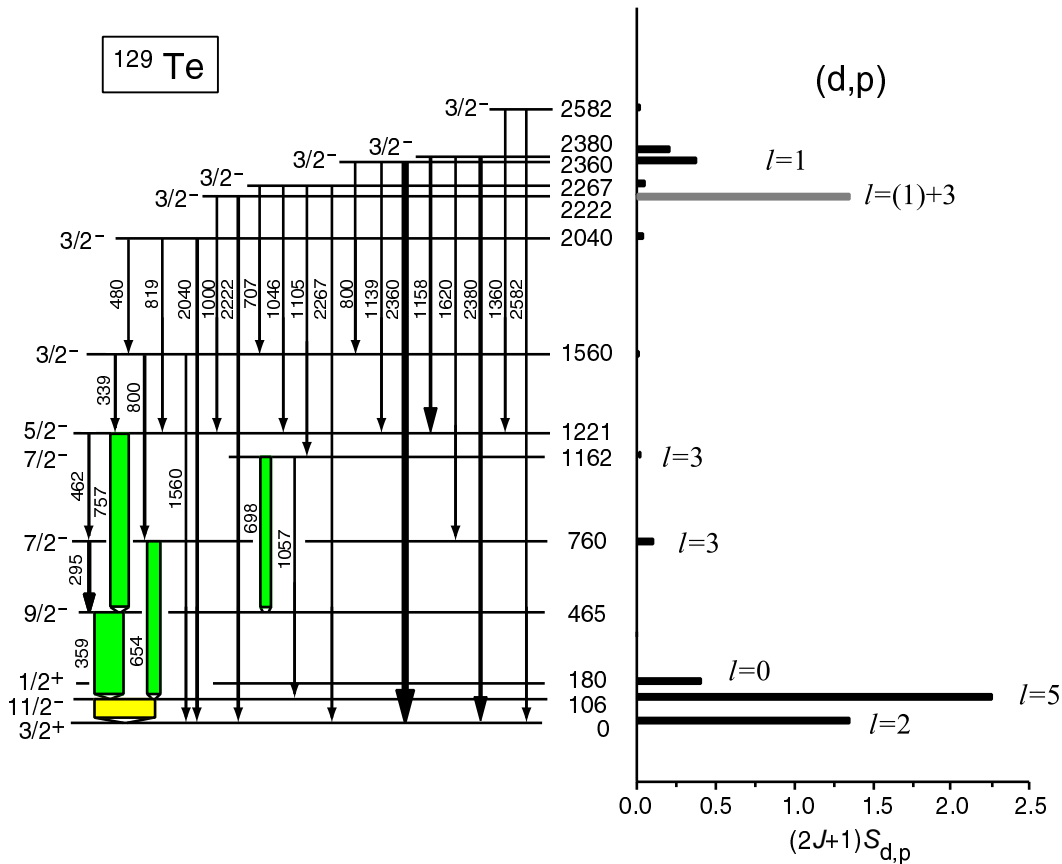 ¹²⁹ Te
(d,p)
3/2⁻ 2582
3/2⁻ 2380
3/2⁻ 2360
l=1
3/2⁻ 2267
3/2⁻ 2222
l=(1)+3
3/2⁻ 2040
480 819 2040 1000 2222 707 1046 1105 2267 800 1139 2360 1158 1620 2380 1360 2582
3/2⁻ 1560
339 800
5/2⁻ 1221
7/2⁻ 1162
l=3
462 757 1560 698 1057
7/2⁻ 760
l=3
295
9/2⁻ 465
359 654
1/2⁺ 180
l=0
11/2⁻ 106
l=5
3/2⁺ 0
l=2
0.0 0.5 1.0 1.5 2.0 2.5
(2J+1)S_d,p